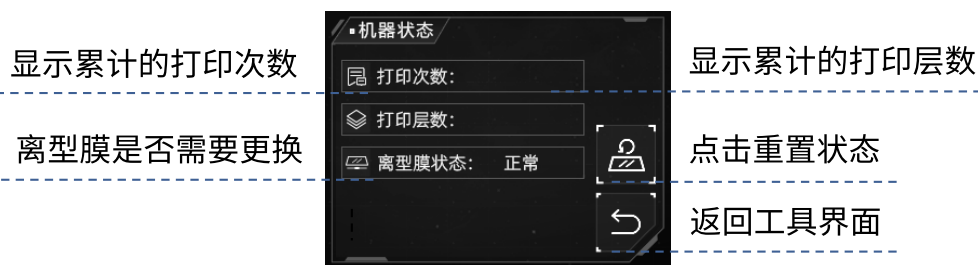 机器状态
显示累计的打印次数
打印次数：
显示累计的打印层数
打印层数：
离型膜是否需要更换
离型膜状态： 正常
点击重置状态
返回工具界面